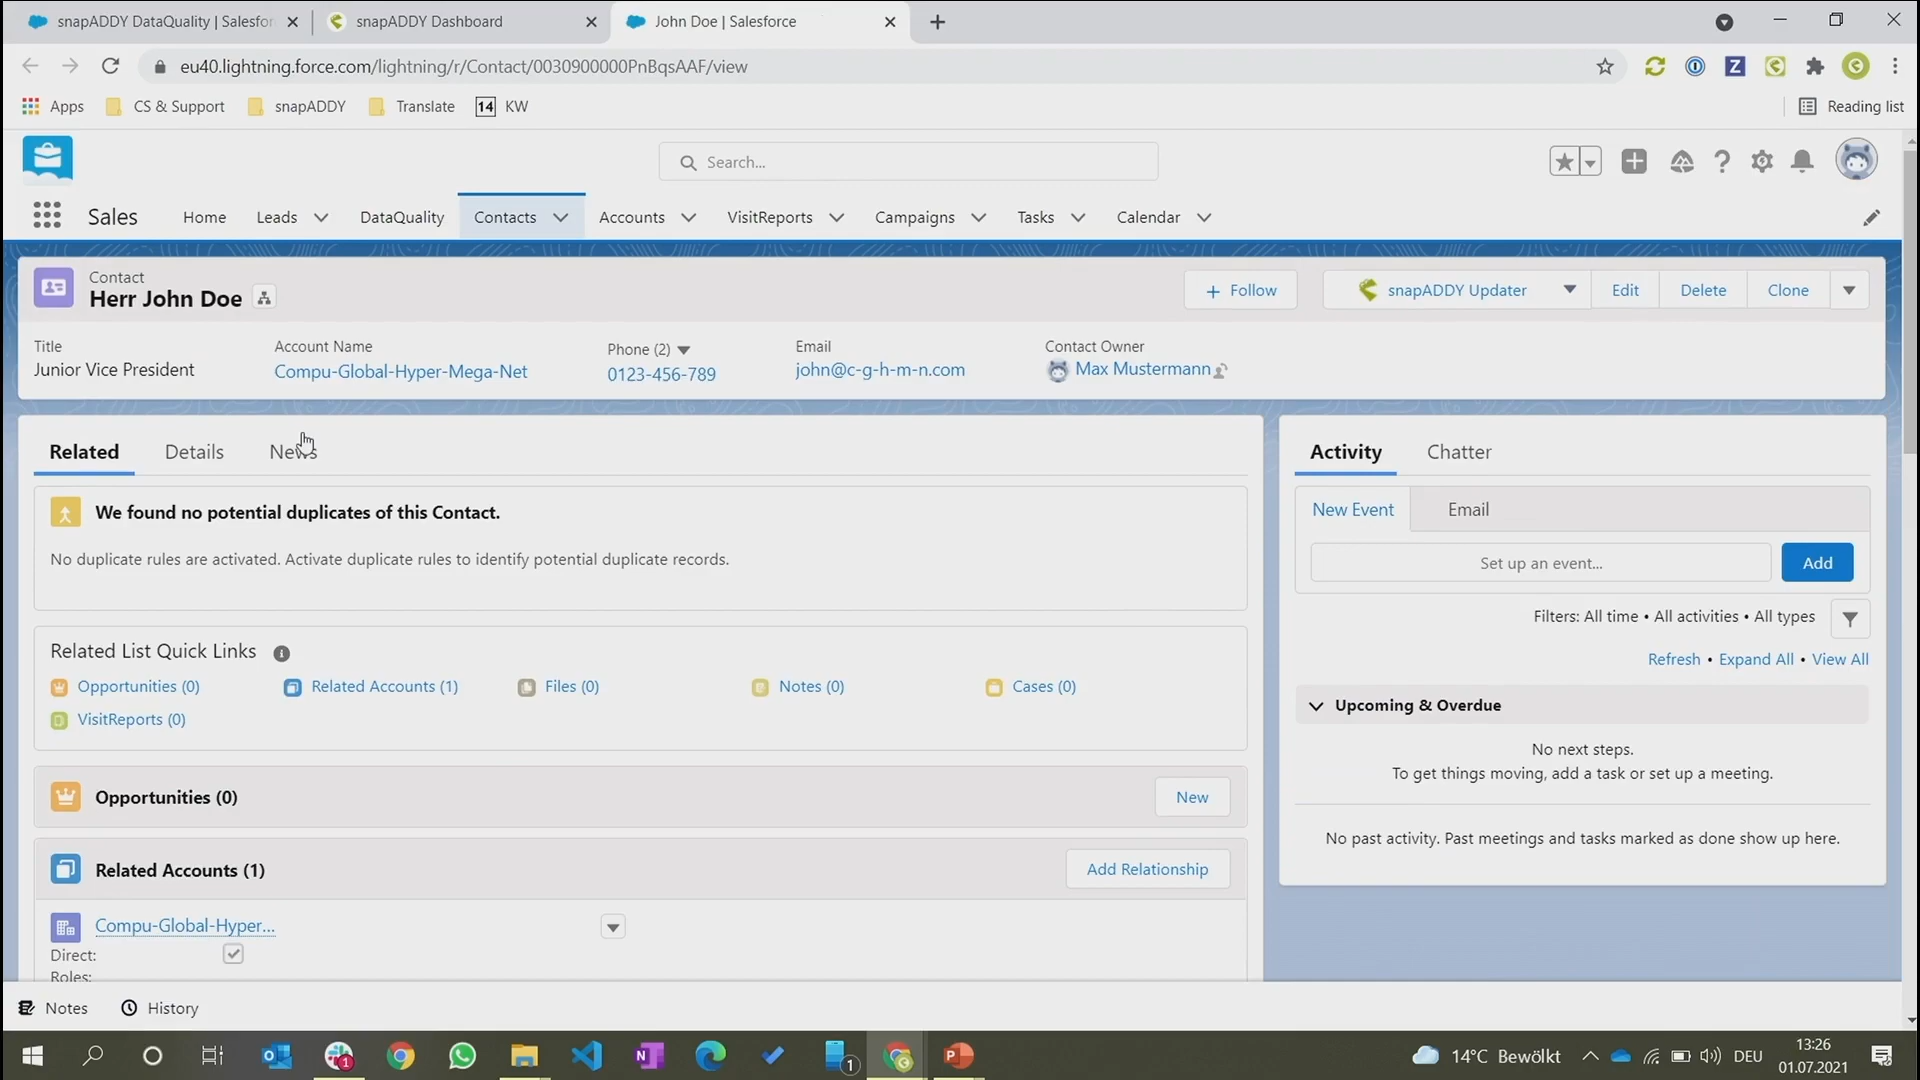 snapADDY DataQuality | Salesfor
snapADDY Dashboard
John Doe | Salesforce
eu40.lightning.force.com/lightning/r/Contact/0030900000PnBqsAAF/view
Apps
CS & Support
snapADDY
Translate
14 KW
Reading list
Search...
Sales
Home
Leads
DataQuality
Contacts
Accounts
VisitReports
Campaigns
Tasks
Calendar
Contact
Herr John Doe
+ Follow
snapADDY Updater
Edit
Delete
Clone
Title
Junior Vice President
Account Name
Compu-Global-Hyper-Mega-Net
Phone (2)
0123-456-789
Email
john@c-g-h-m-n.com
Contact Owner
Max Mustermann
Related
Details
News
We found no potential duplicates of this Contact.
No duplicate rules are activated. Activate duplicate rules to identify potential duplicate records.
Related List Quick Links
Opportunities (0)
Related Accounts (1)
Files (0)
Notes (0)
Cases (0)
VisitReports (0)
Opportunities (0)
New
Related Accounts (1)
Add Relationship
Compu-Global-Hyper...
Direct:
Roles:
Activity
Chatter
New Event
Email
Set up an event...
Add
Filters: All time • All activities • All types
Refresh • Expand All • View All
Upcoming & Overdue
No next steps.
To get things moving, add a task or set up a meeting.
No past activity. Past meetings and tasks marked as done show up here.
Notes
History
1
1
14°C Bewölkt
DEU
13:26
01.07.2021